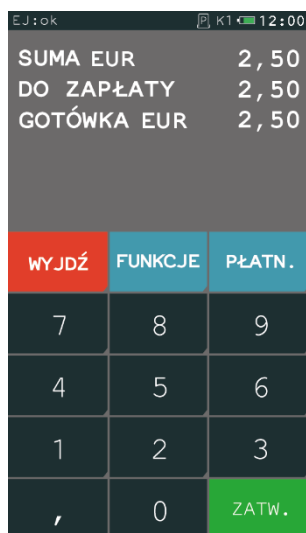 EJ:ok P K1 12:00
SUMA EUR 2,50
DO ZAPŁATY 2,50
GOTÓWKA EUR 2,50
WYJDŹ FUNKCJE PŁATN.
7 8 9
4 5 6
1 2 3
, 0 ZATW.